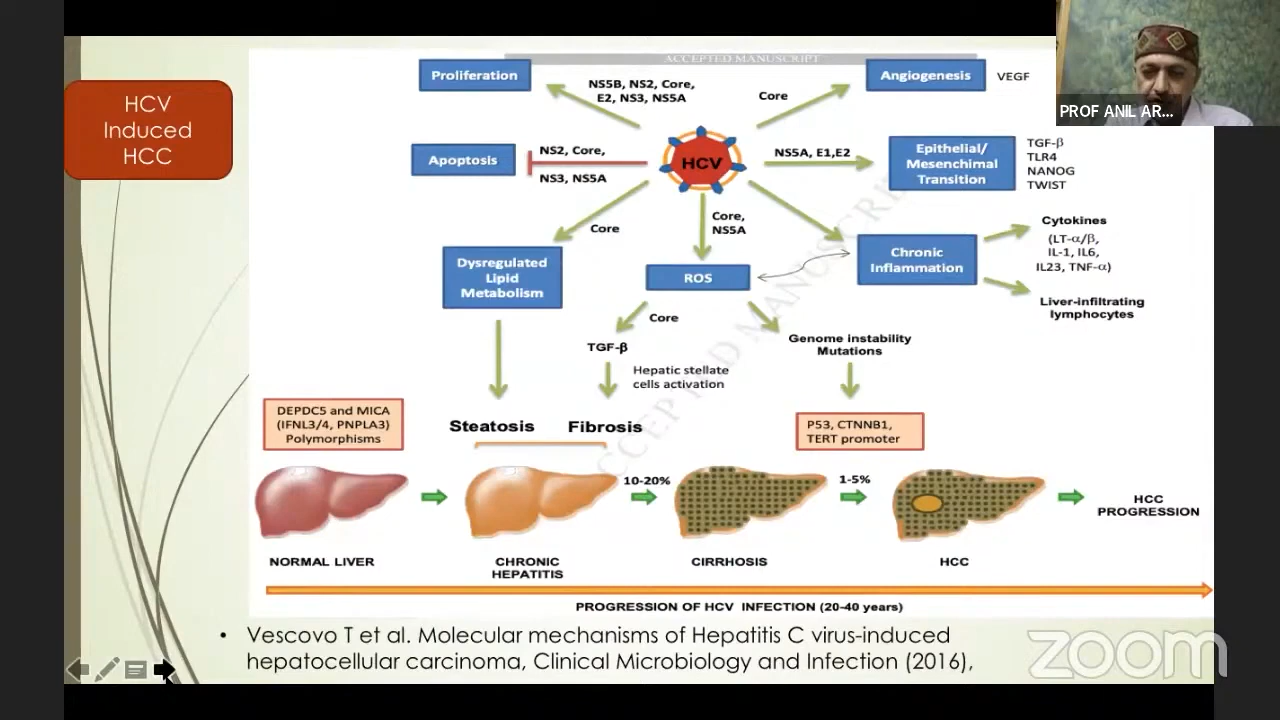 ACCEPTED MANUSCRIPT
PROF ANIL AR...
HCV
Induced
HCC
Proliferation
NS5B, NS2, Core,
E2, NS3, NS5A
Core
Angiogenesis
VEGF
Apoptosis
NS2, Core,
NS3, NS5A
HCV
NS5A, E1,E2
Epithelial/
Mesenchimal
Transition
TGF-β
TLR4
NANOG
TWIST
Core
Core,
NS5A
Dysregulated
Lipid
Metabolism
ROS
Chronic
Inflammation
Cytokines
(LT-α/β,
IL-1, IL6,
IL23, TNF-α)
Liver-infiltrating
lymphocytes
Core
TGF-β
Genome instability
Mutations
Hepatic stellate
cells activation
ACCEPTED MANUSCRIPT
DEPDC5 and MICA
(IFNL3/4, PNPLA3)
Polymorphisms
Steatosis
Fibrosis
P53, CTNNB1,
TERT promoter
10-20%
1-5%
HCC
PROGRESSION
NORMAL LIVER
CHRONIC
HEPATITIS
CIRRHOSIS
HCC
PROGRESSION OF HCV INFECTION (20-40 years)
• Vescovo T et al. Molecular mechanisms of Hepatitis C virus-induced
hepatocellular carcinoma, Clinical Microbiology and Infection (2016),
zoom